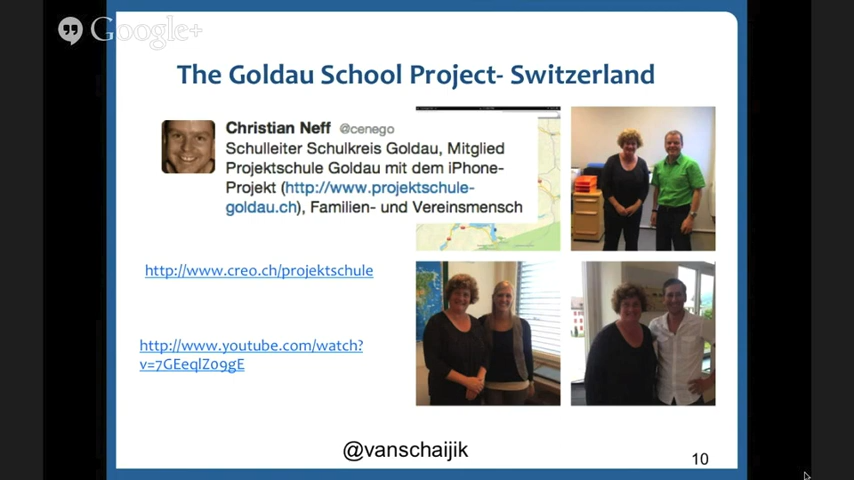 Google+
The Goldau School Project- Switzerland
Christian Neff @cenego
Schulleiter Schulkreis Goldau, Mitglied
Projektschule Goldau mit dem iPhone-
Projekt (http://www.projektschule-
goldau.ch), Familien- und Vereinsmensch
http://www.creo.ch/projektschule
http://www.youtube.com/watch?
v=7GEeqlZ09gE
@vanschaijik
10